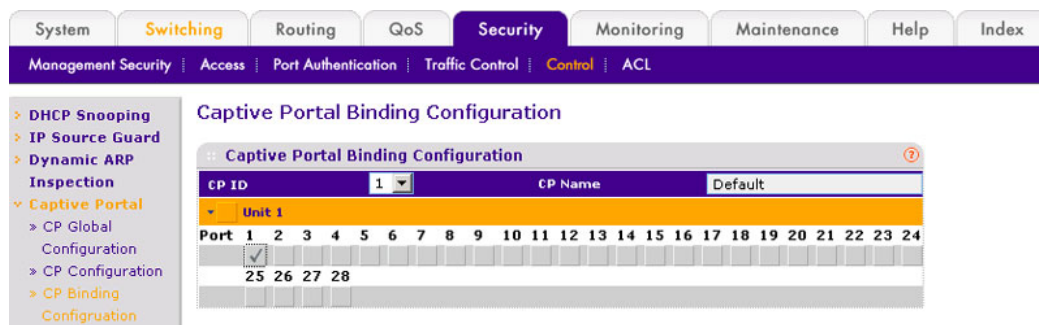 System Switching Routing QoS Security Monitoring Maintenance Help Index
Management Security Access Port Authentication Traffic Control Control ACL
DHCP Snooping
IP Source Guard
Dynamic ARP
Inspection
Captive Portal
» CP Global
Configuration
» CP Configuration
» CP Binding
Configruation
Captive Portal Binding Configuration
Captive Portal Binding Configuration ?
CP ID 1 CP Name Default
Unit 1
Port 1 2 3 4 5 6 7 8 9 10 11 12 13 14 15 16 17 18 19 20 21 22 23 24
25 26 27 28